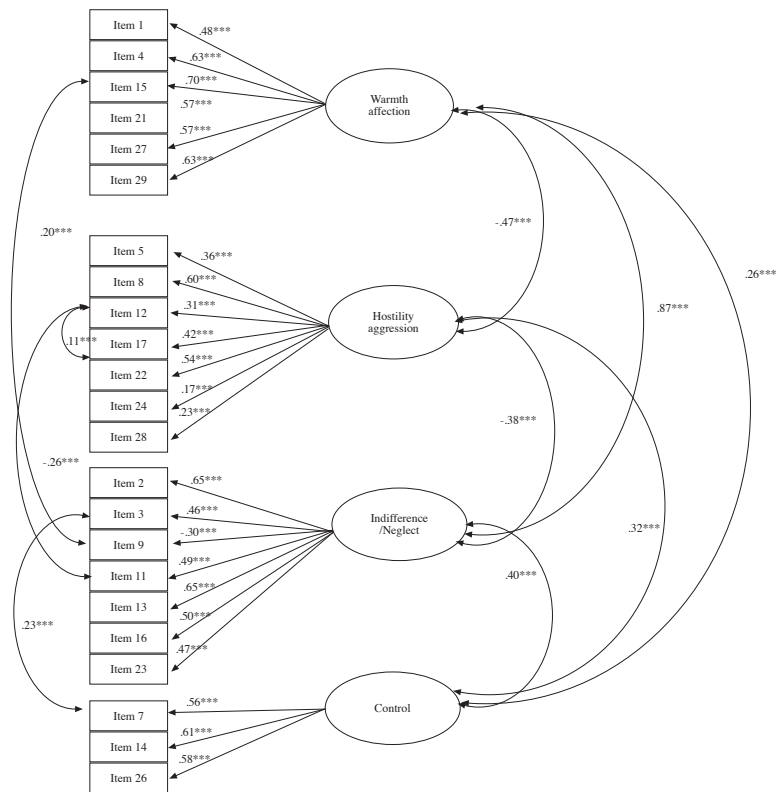 Item 1
.48***
Item 4
.63***
Item 15
.70***
Warmth
affection
Item 21
.57***
Item 27
.57***
Item 29
.63***
-.47***
.20***
Item 5
.36***
.26***
Item 8
.60***
Item 12
.31***
Hostility
aggression
.87***
Item 17
.42***
.11***
Item 22
.54***
Item 24
.17***
Item 28
.23***
-.38***
-.26***
Item 2
.65***
Item 3
.46***
Indifference
/Neglect
Item 9
-.30***
.32***
Item 11
.49***
.40***
Item 13
.65***
Item 16
.50***
.23***
Item 23
.47***
Item 7
.56***
Control
Item 14
.61***
Item 26
.58***